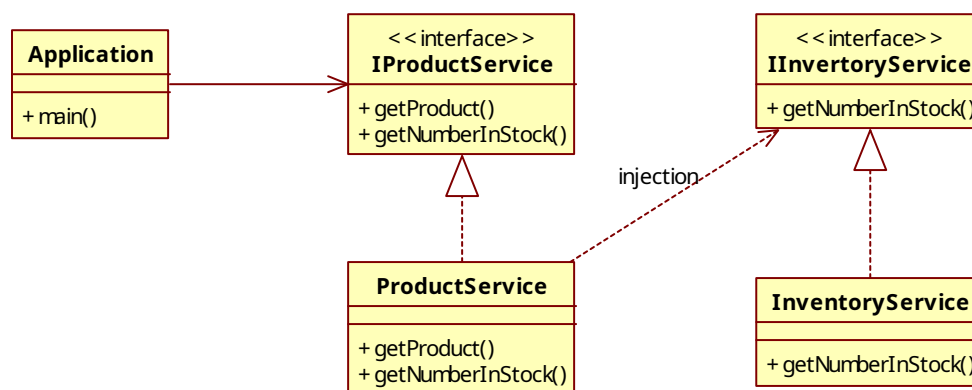 Application
+ main()
<<interface>>
IProductService
+ getProduct()
+ getNumberInStock()
<<interface>>
IInvertoryService
+ getNumberInStock()
injection
ProductService
+ getProduct()
+ getNumberInStock()
InventoryService
+ getNumberInStock()